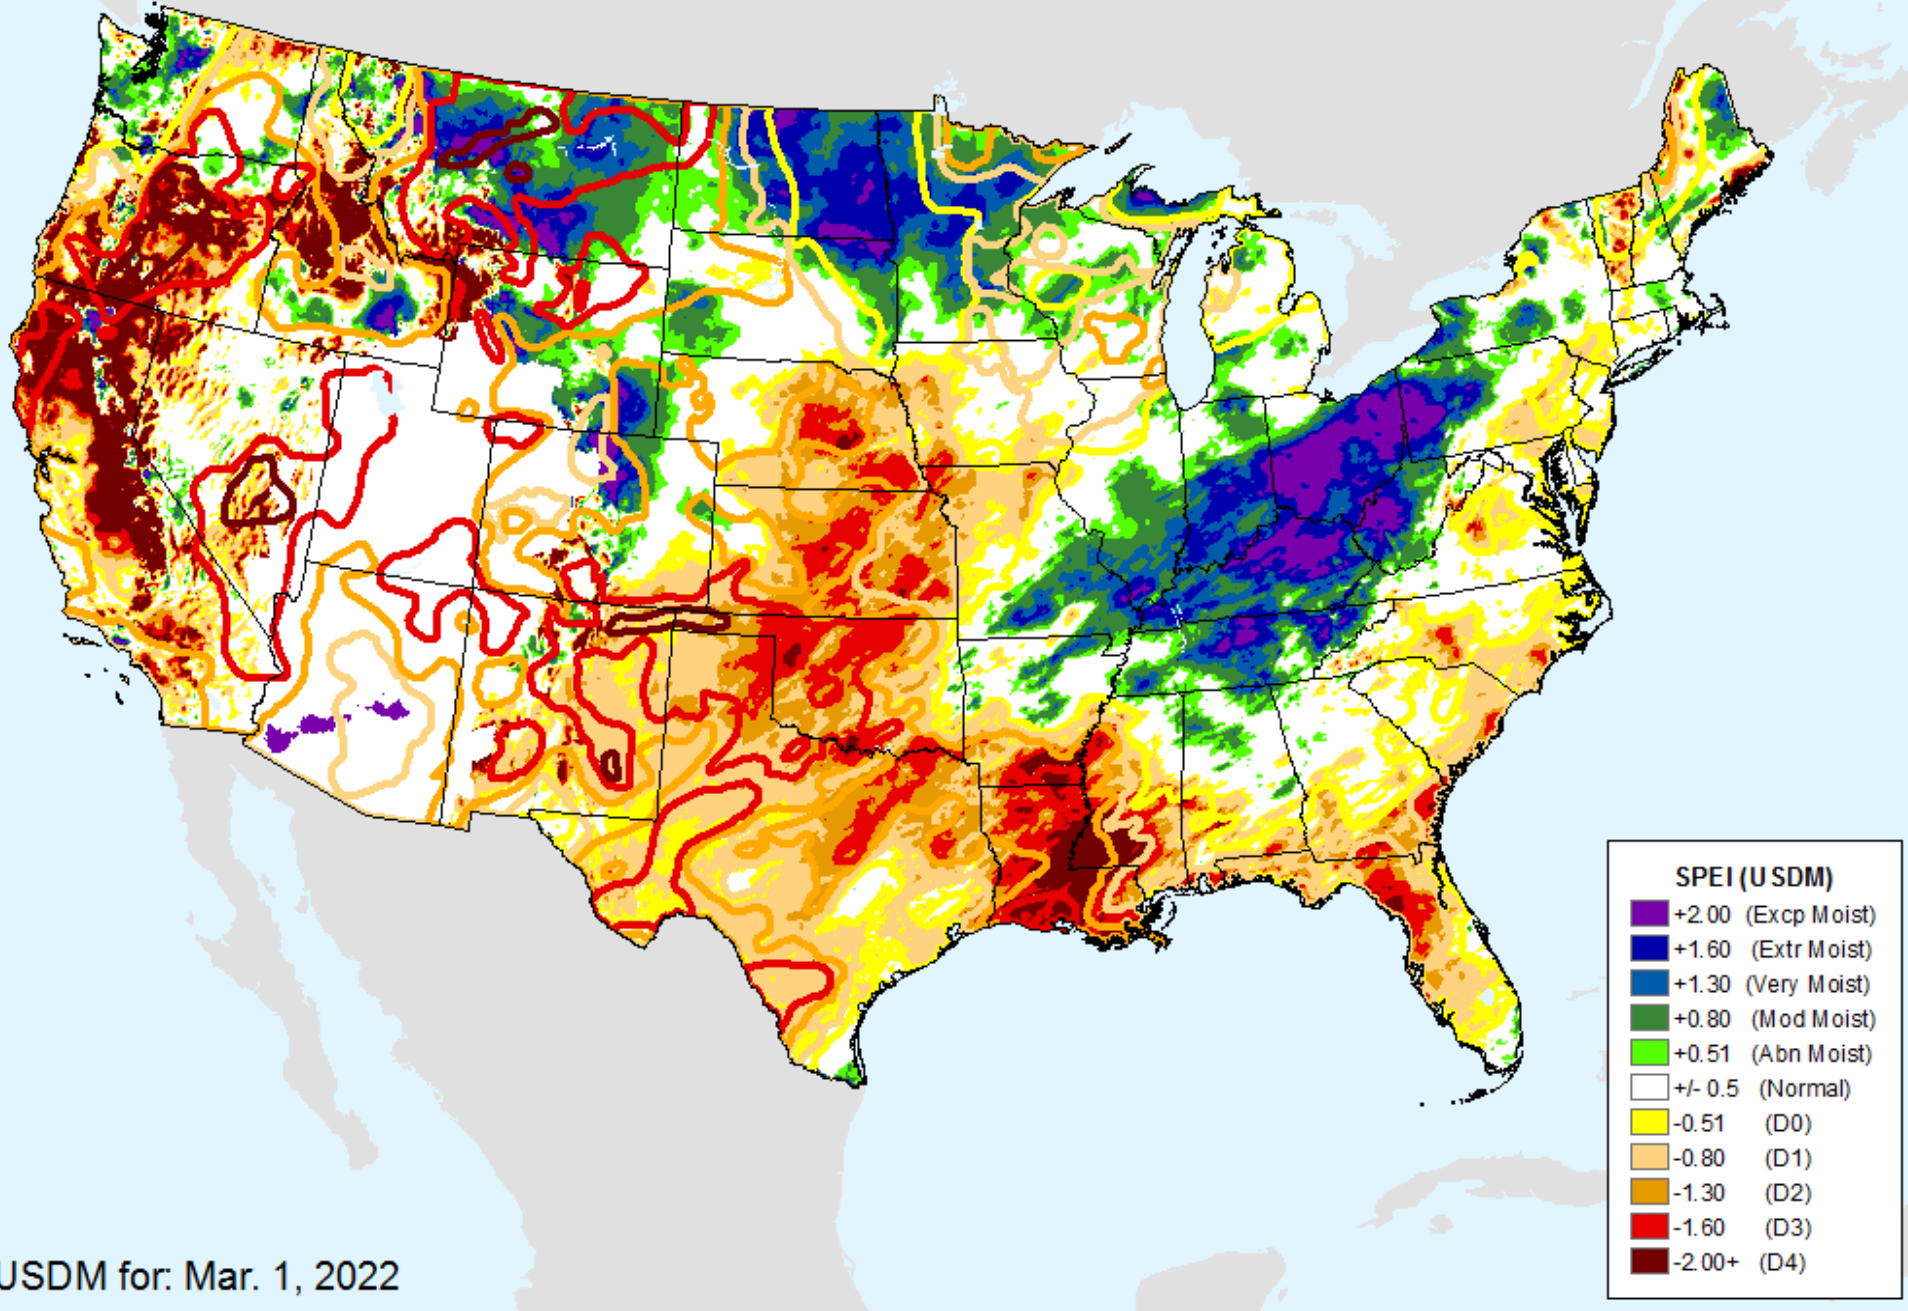 SPEI (USDM)
+2.00 (Excp Moist)
+1.60 (Extr Moist)
+1.30 (Very Moist)
+0.80 (Mod Moist)
+0.51 (Abn Moist)
+/- 0.5 (Normal)
-0.51 (D0)
-0.80 (D1)
-1.30 (D2)
-1.60 (D3)
-2.00+ (D4)
USDM for: Mar. 1, 2022